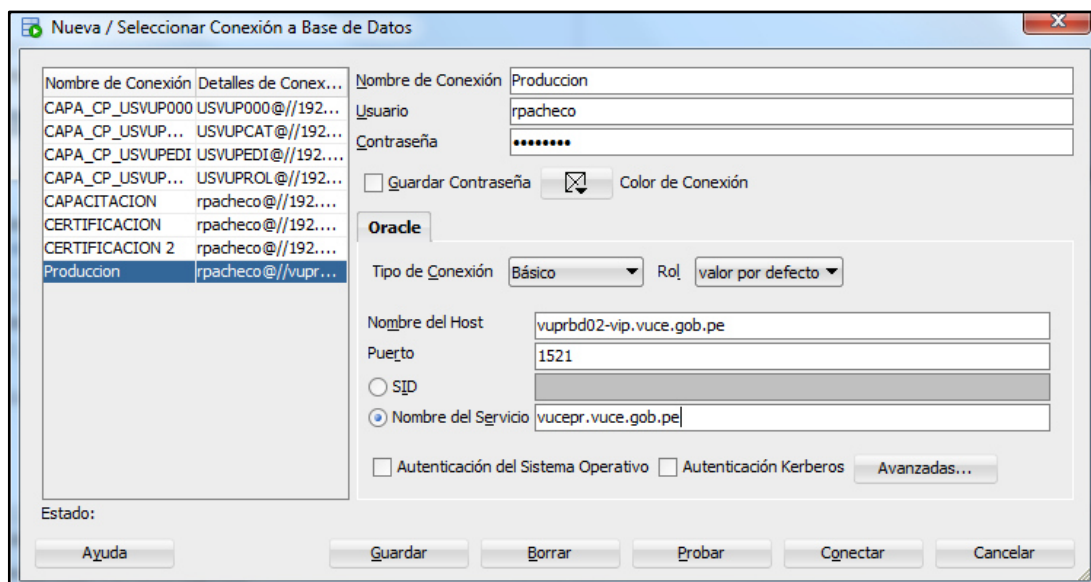 Nueva / Seleccionar Conexión a Base de Datos
Nombre de Conexión Detalles de Conex...
CAPA_CP_USVUP000 USVUP000@//192...
CAPA_CP_USVUP... USVUPCAT@//192...
CAPA_CP_USVUPEDI USVUPEDI@//192....
CAPA_CP_USVUP... USVUPROL@//192...
CAPACITACION rpacheco@//192....
CERTIFICACION rpacheco@//192....
CERTIFICACION 2 rpacheco@//192....
Produccion rpacheco@//vupr...
Nombre de Conexión Produccion
Usuario rpacheco
Contraseña ••••••••
Guardar Contraseña Color de Conexión
Oracle
Tipo de Conexión Básico Rol valor por defecto
Nombre del Host vuprbd02-vip.vuce.gob.pe
Puerto 1521
SID
Nombre del Servicio vucepr.vuce.gob.pe
Autenticación del Sistema Operativo Autenticación Kerberos Avanzadas...
Estado:
Ayuda Guardar Borrar Probar Conectar Cancelar